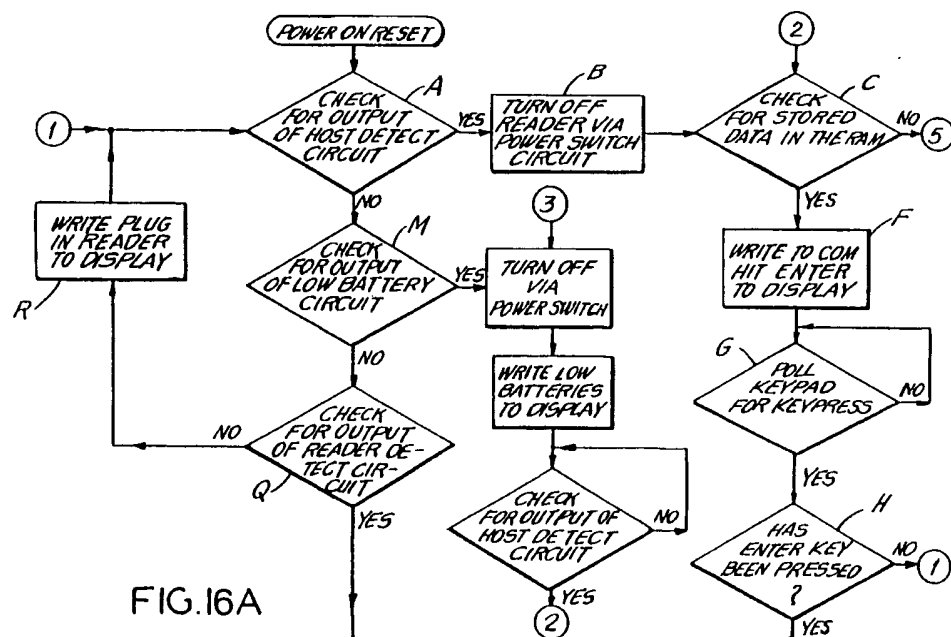 POWER ON RESET
A
CHECK
FOR OUTPUT
OF HOST DETECT
CIRCUIT
YES
NO
1
B
TURN OFF
READER VIA
POWER SWITCH
CIRCUIT
2
C
CHECK
FOR STORED
DATA IN THE RAM
NO
5
YES
WRITE PLUG
IN READER
TO DISPLAY
R
M
CHECK
FOR OUTPUT
OF LOW BATTERY
CIRCUIT
YES
NO
3
TURN OFF
VIA
POWER SWITCH
F
WRITE TO COM
HIT ENTER
TO DISPLAY
WRITE LOW
BATTERIES
TO DISPLAY
G
POLL
KEYPAD
FOR KEYPRESS
NO
YES
NO
CHECK
FOR OUTPUT
OF READER DE-
TECT CIR-
CUIT
Q
YES
CHECK
FOR OUTPUT OF
HOST DETECT
CIRCUIT
NO
YES
2
H
HAS
ENTER KEY
BEEN PRESSED
?
NO
1
YES
FIG.16A